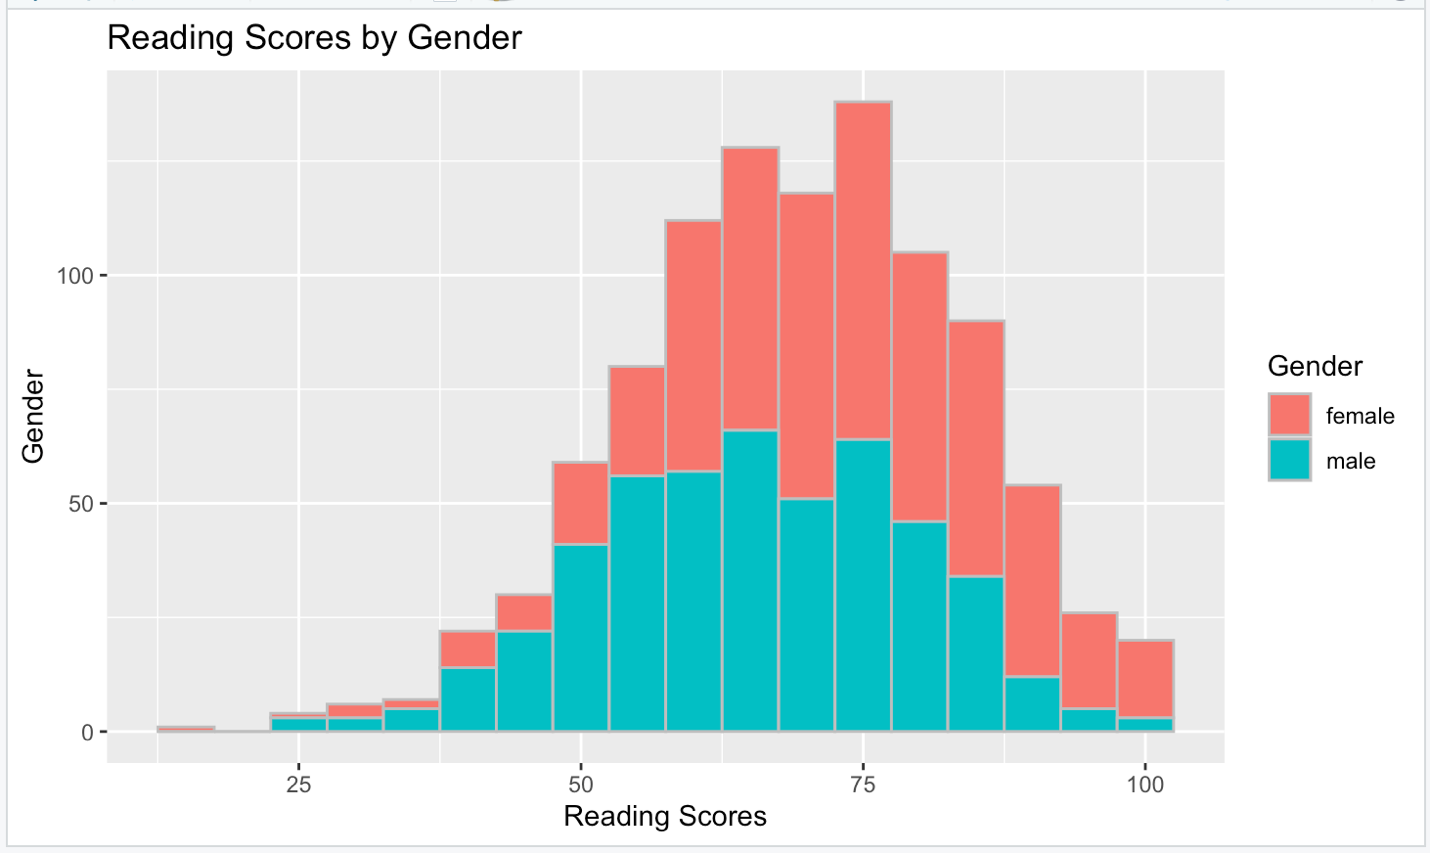 Reading Scores by Gender
100
50
0
Gender
25 50 75 100
Reading Scores
Gender
female
male